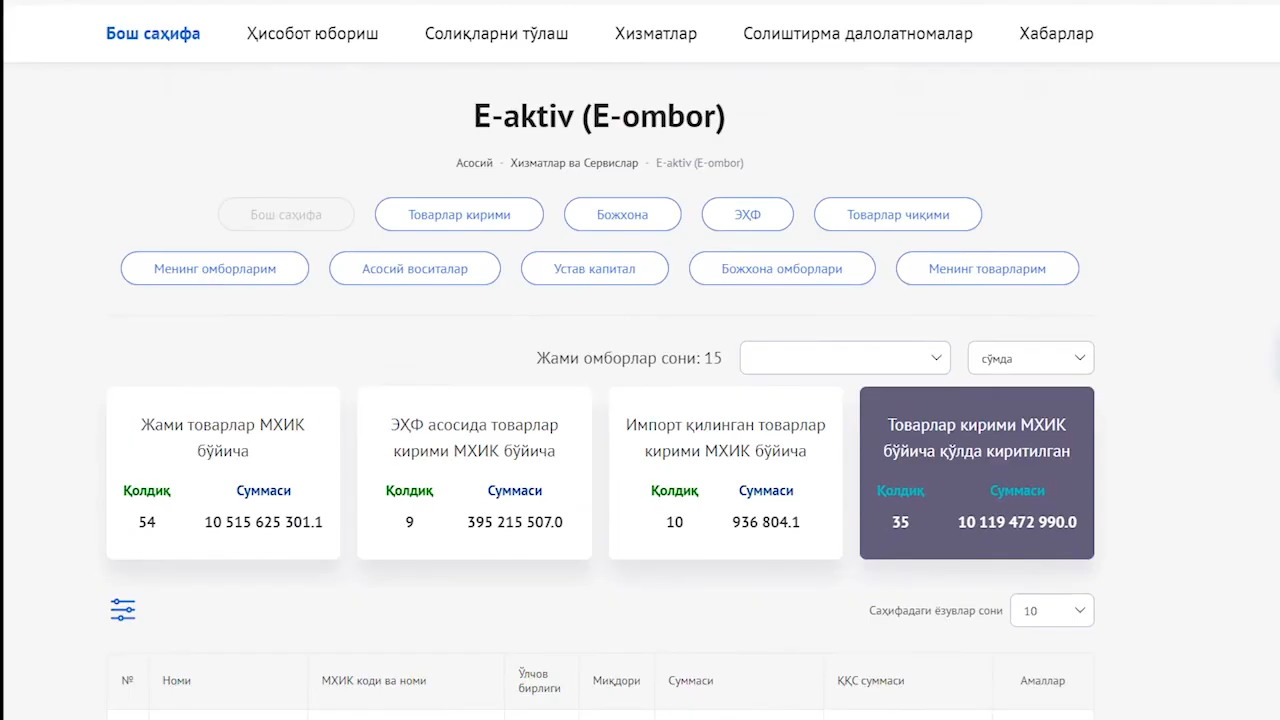 Бош саҳифа Ҳисобот юбориш Солиқларни тўлаш Хизматлар Солиштирма далолатномалар Хабарлар
E-aktiv (E-ombor)
Асосий - Хизматлар ва Сервислар - E-aktiv (E-ombor)
Бош саҳифа Товарлар кирими Божхона ЭҲФ Товарлар чиқими
Менинг омборларим Асосий воситалар Устав капитал Божхона омборлари Менинг товарларим
Жами омборлар сони: 15 сўмда
Жами товарлар МХИК
бўйича
Қолдиқ Суммаси
54 10 515 625 301.1
ЭҲФ асосида товарлар
кирими МХИК бўйича
Қолдиқ Суммаси
9 395 215 507.0
Импорт қилинган товарлар
кирими МХИК бўйича
Қолдиқ Суммаси
10 936 804.1
Товарлар кирими МХИК
бўйича қўлда киритилган
Қолдиқ Суммаси
35 10 119 472 990.0
Саҳифадаги ёзувлар сони 10
№ Номи МХИК коди ва номи Ўлчов бирлиги Миқдори Суммаси ҚҚС суммаси Амаллар